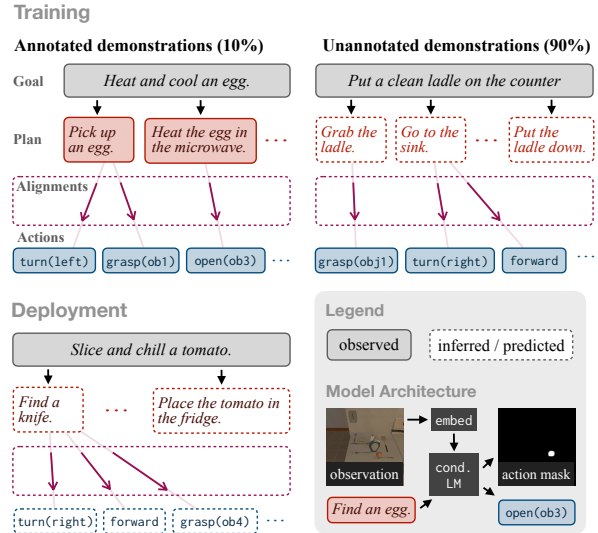 Training
Annotated demonstrations (10%)
Unannotated demonstrations (90%)
Goal
Heat and cool an egg.
Put a clean ladle on the counter
Plan
Pick up
an egg.
Heat the egg in
the microwave.
...
Grab the
ladle.
Go to the
sink.
...
Put the
ladle down.
Alignments
Actions
turn(left)
grasp(ob1)
open(ob3)
...
grasp(obj1)
turn(right)
forward
...
Deployment
Slice and chill a tomato.
Find a
knife.
...
Place the tomato in
the fridge.
turn(right)
forward
grasp(ob4)
...
Legend
observed
inferred / predicted
Model Architecture
observation
embed
cond.
LM
action mask
Find an egg.
open(ob3)